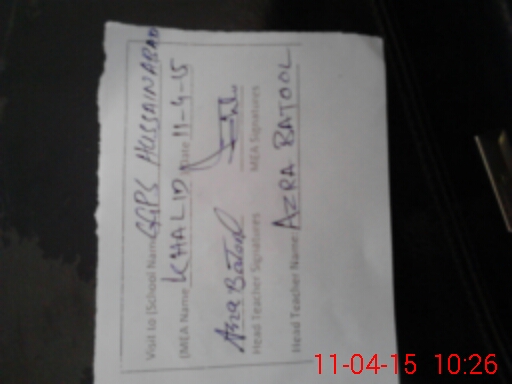 Visit to (School Name) GGPS HUSSAINABAD
(MEA Name) KHALID Date 11-4-15
Azra Batool
Head Teacher Signatures MEA Signatures
Head Teacher Name AZRA BATOOL
11-04-15 10:26